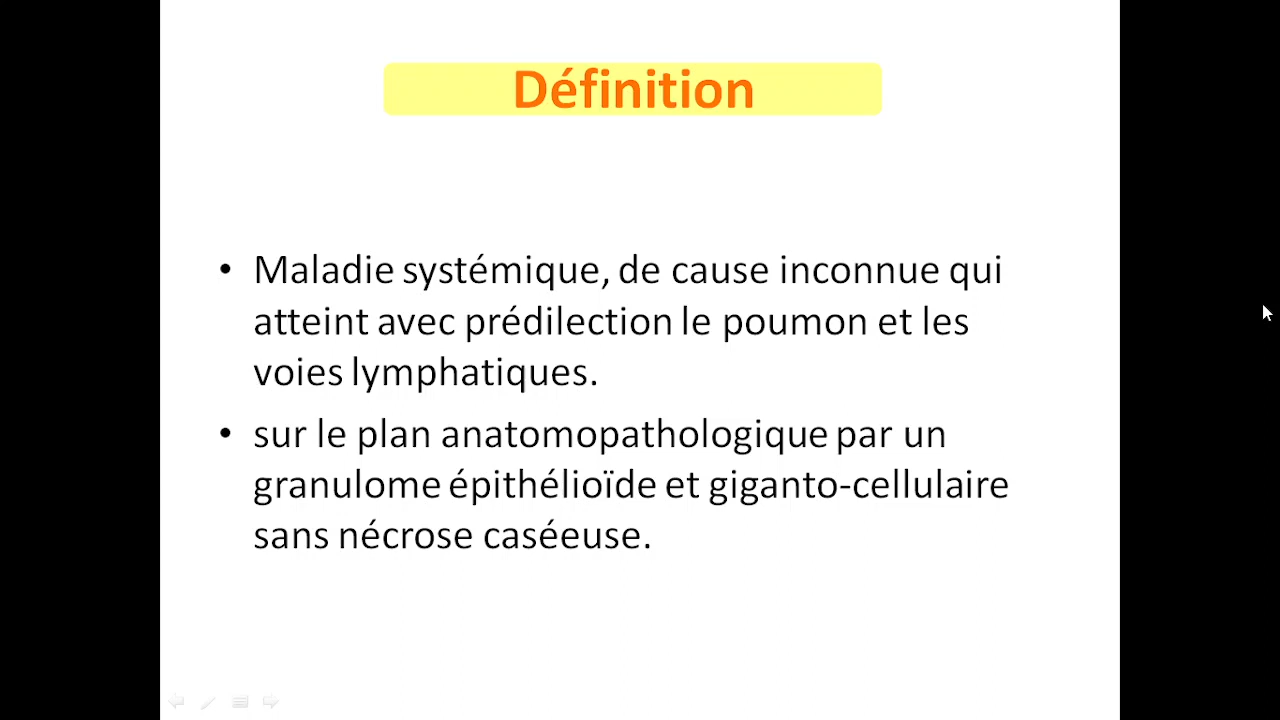 Définition
• Maladie systémique, de cause inconnue qui
atteint avec prédilection le poumon et les
voies lymphatiques.
• sur le plan anatomopathologique par un
granulome épithélioïde et giganto-cellulaire
sans nécrose caséeuse.